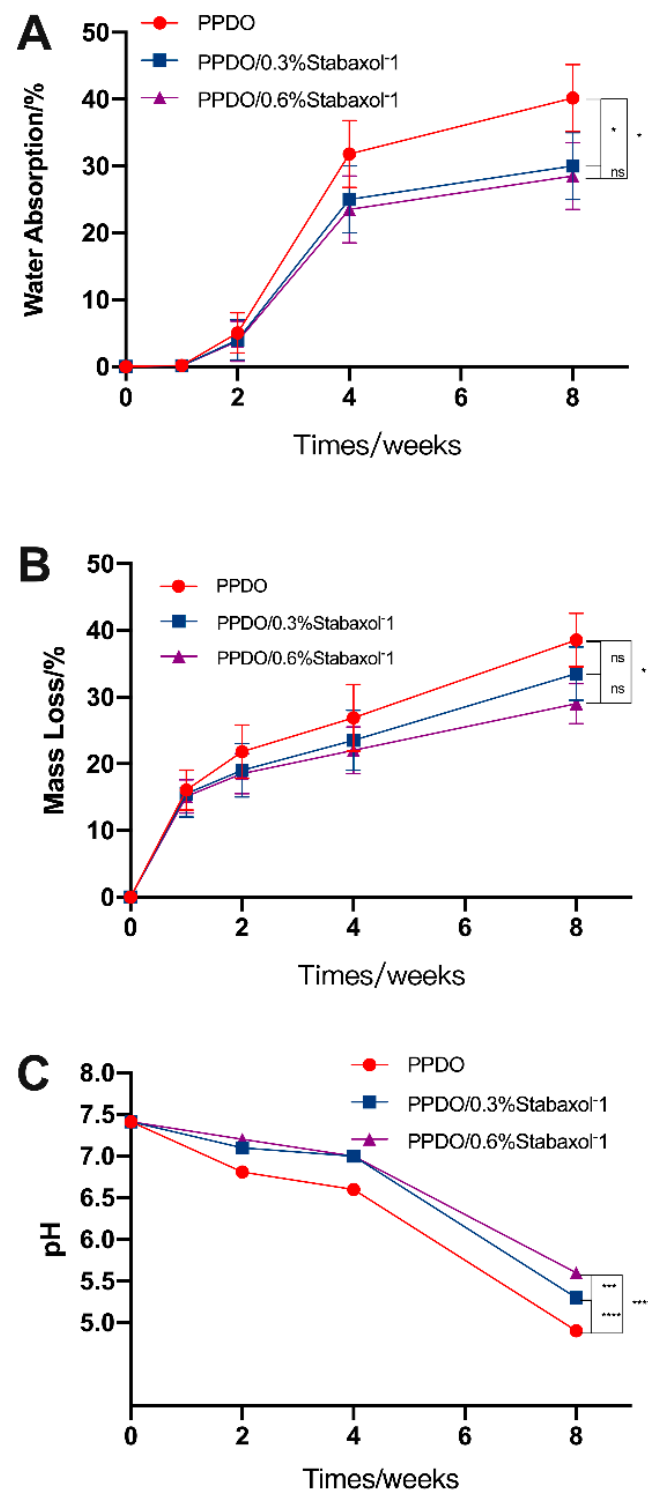 A
PPDO
PPDO/0.3%Stabaxol⁻1
PPDO/0.6%Stabaxol⁻1
Water Absorption/%
50
40
30
20
10
0
*
*
ns
0 2 4 6 8
Times/weeks
B
PPDO
PPDO/0.3%Stabaxol⁻1
PPDO/0.6%Stabaxol⁻1
Mass Loss/%
50
40
30
20
10
0
ns
*
ns
0 2 4 6 8
Times/weeks
C
PPDO
PPDO/0.3%Stabaxol⁻1
PPDO/0.6%Stabaxol⁻1
pH
8.0
7.5
7.0
6.5
6.0
5.5
5.0
***
****
0 2 4 6 8
Times/weeks